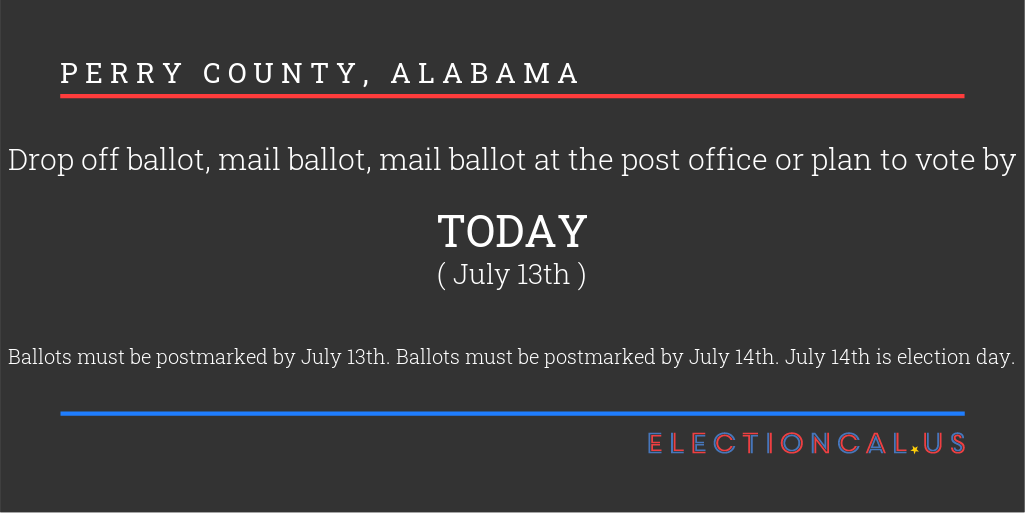 PERRY COUNTY, ALABAMA
Drop off ballot, mail ballot, mail ballot at the post office or plan to vote by
TODAY
( July 13th )
Ballots must be postmarked by July 13th. Ballots must be postmarked by July 14th. July 14th is election day.
ELECTIONCAL.US